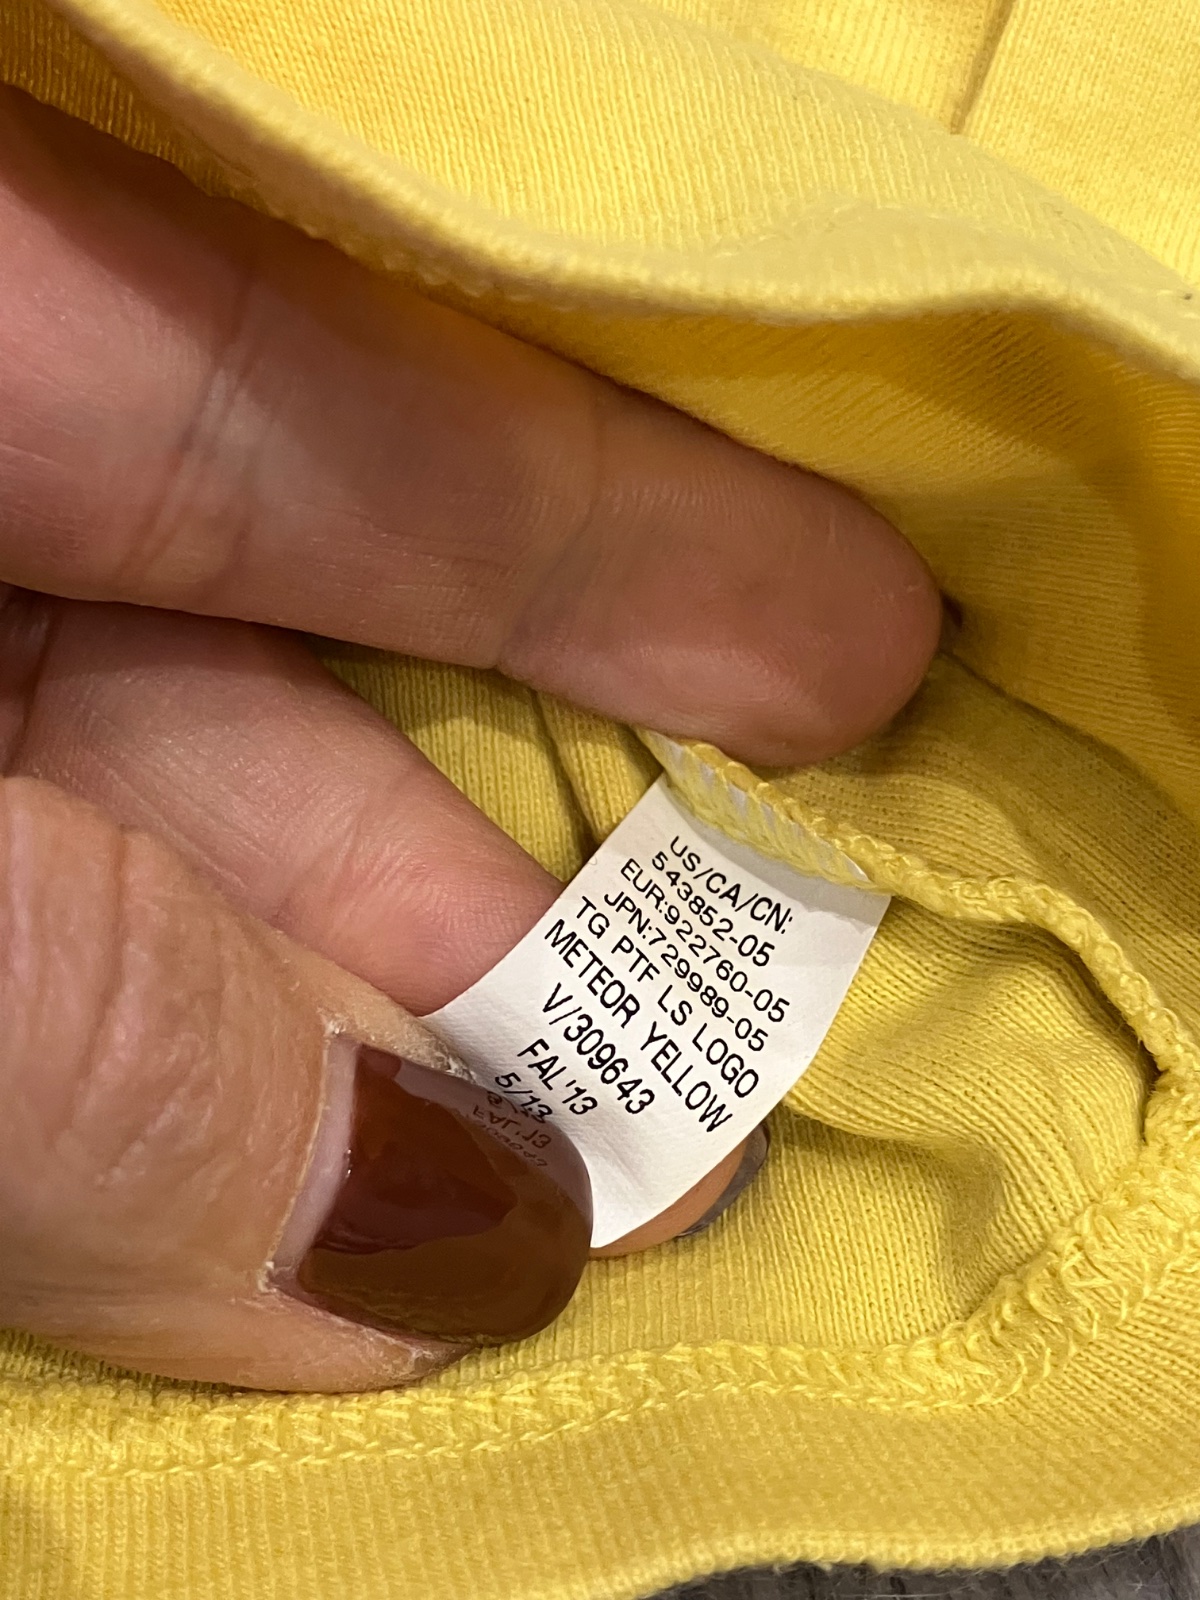 US/CA/CN:
543852-05
EUR:922760-05
JPN:729989-05
TG PTF LS LOGO
METEOR YELLOW
V/309643
FAL'13
5/13